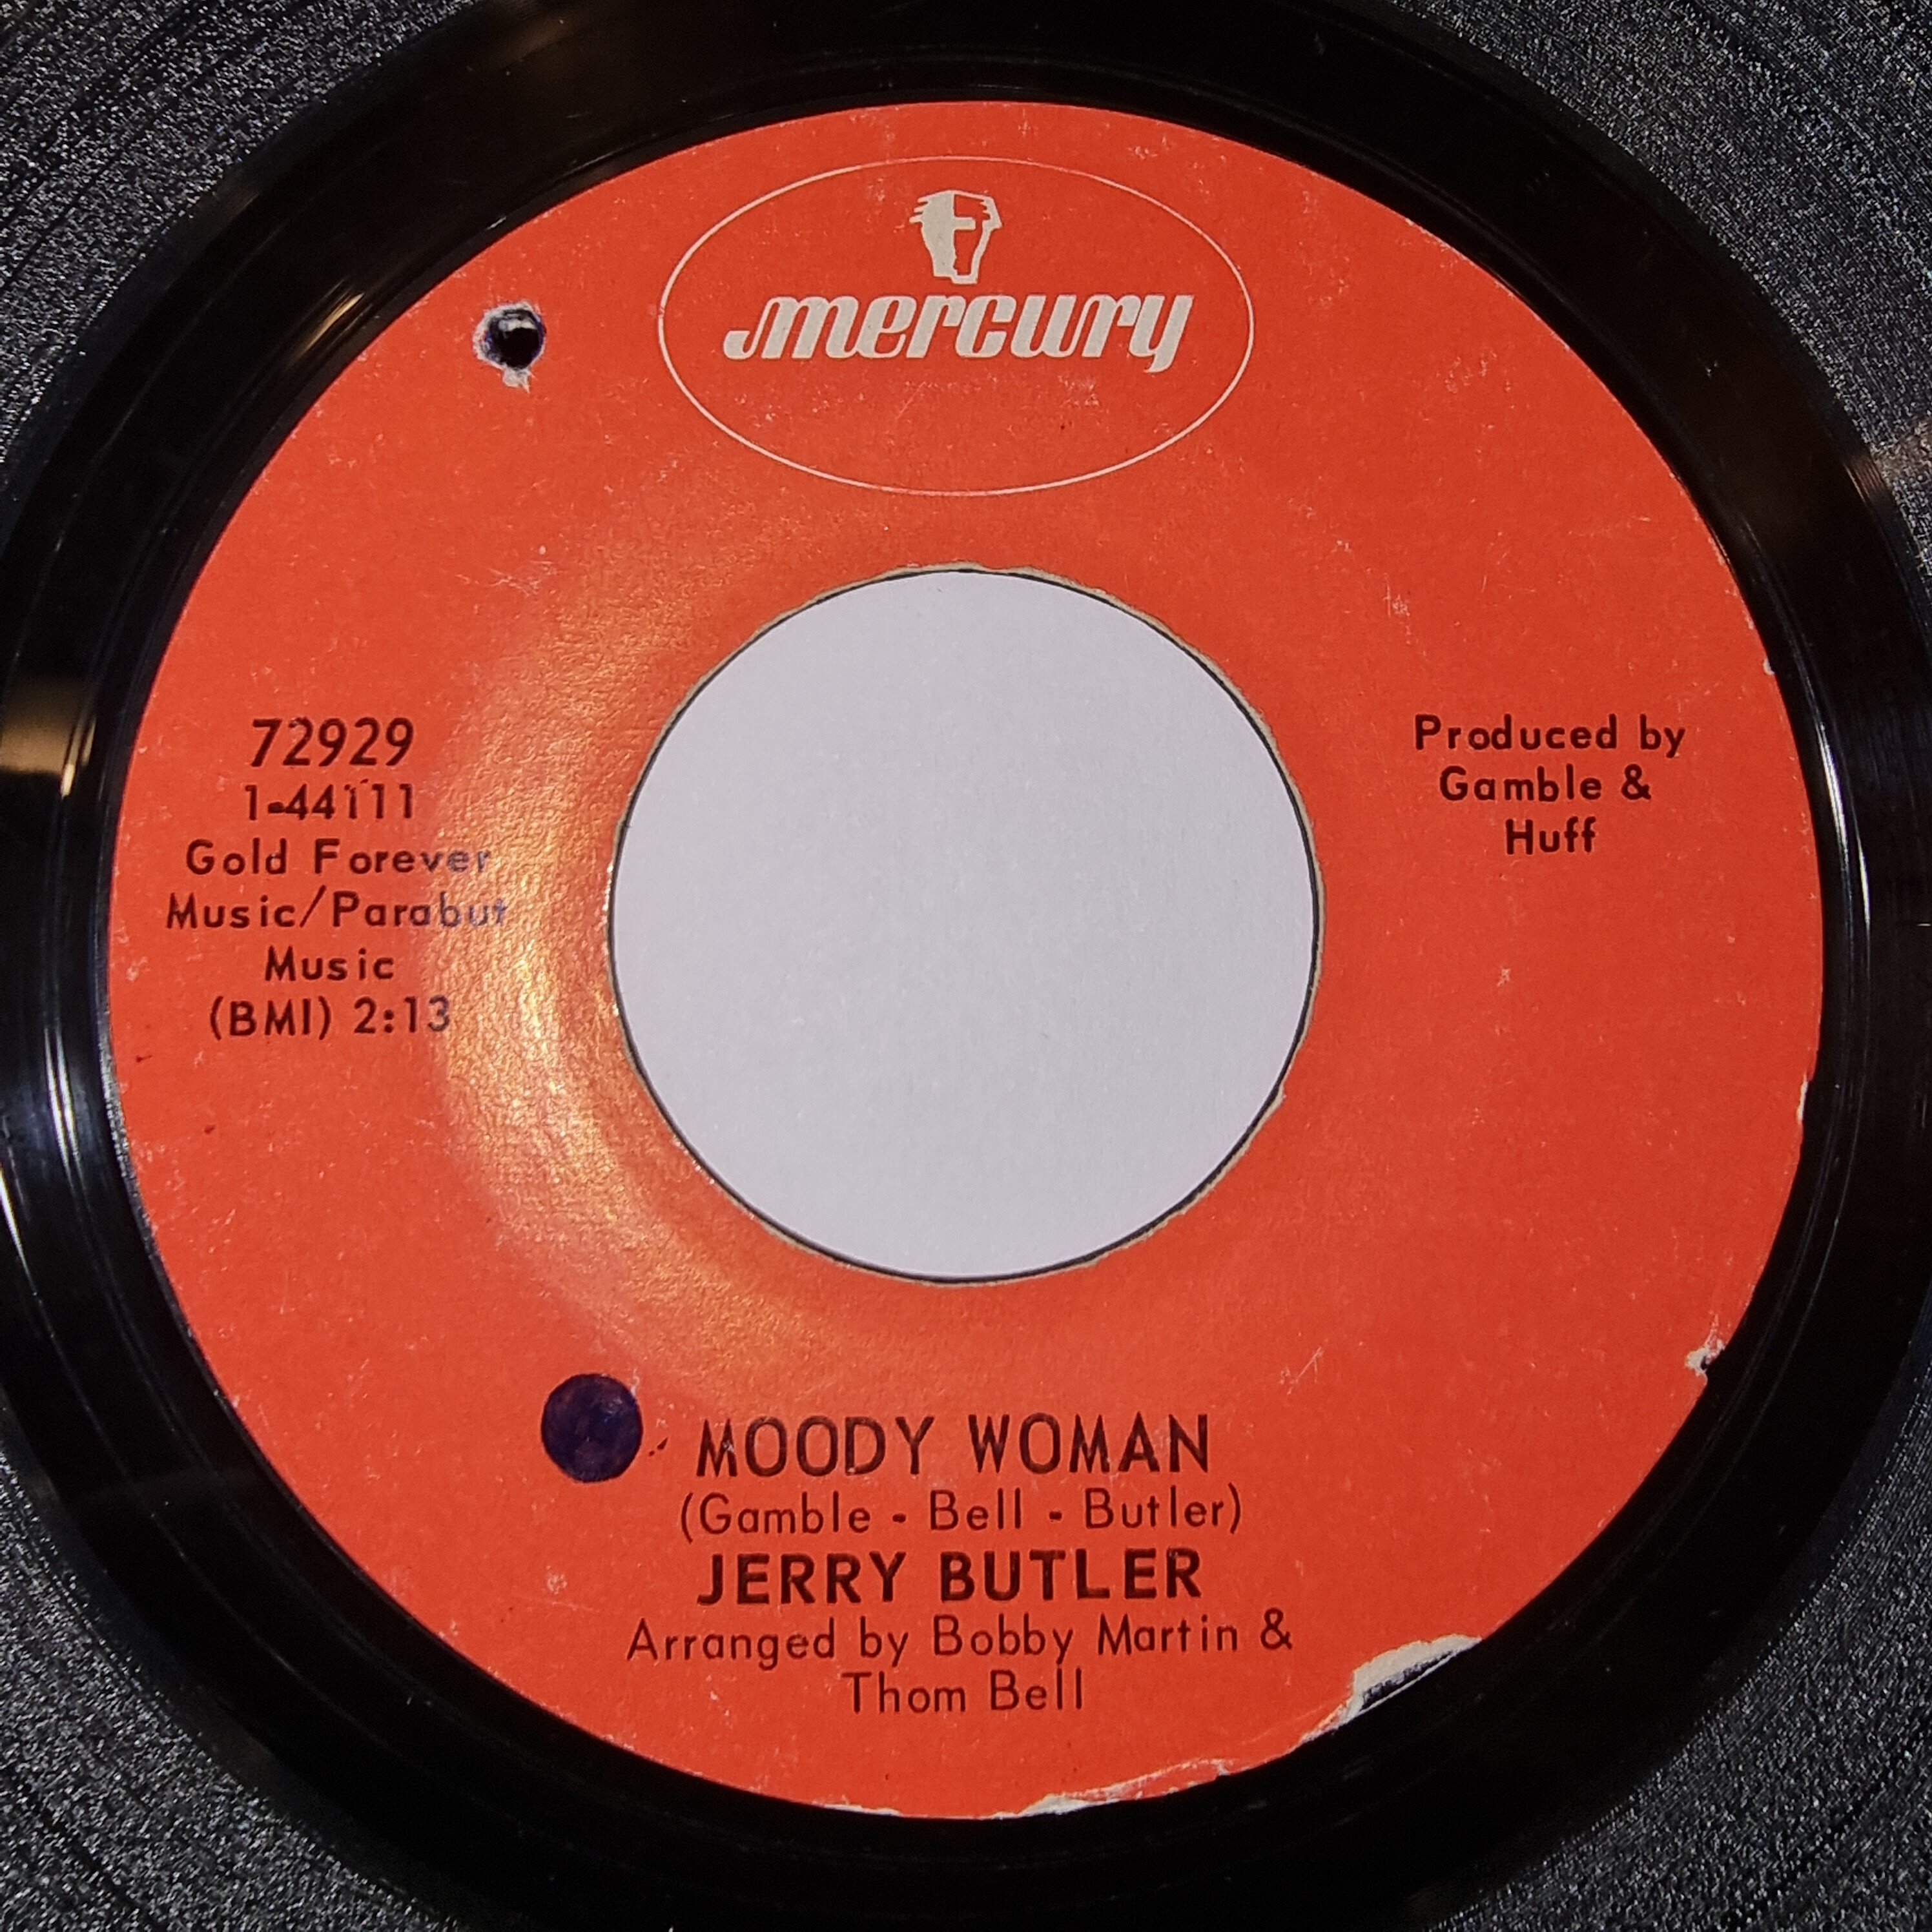 mercury
72929
1-44111
Gold Forever
Music/Parabut
Music
(BMI) 2:13
Produced by
Gamble &
Huff
MOODY WOMAN
(Gamble - Bell - Butler)
JERRY BUTLER
Arranged by Bobby Martin &
Thom Bell